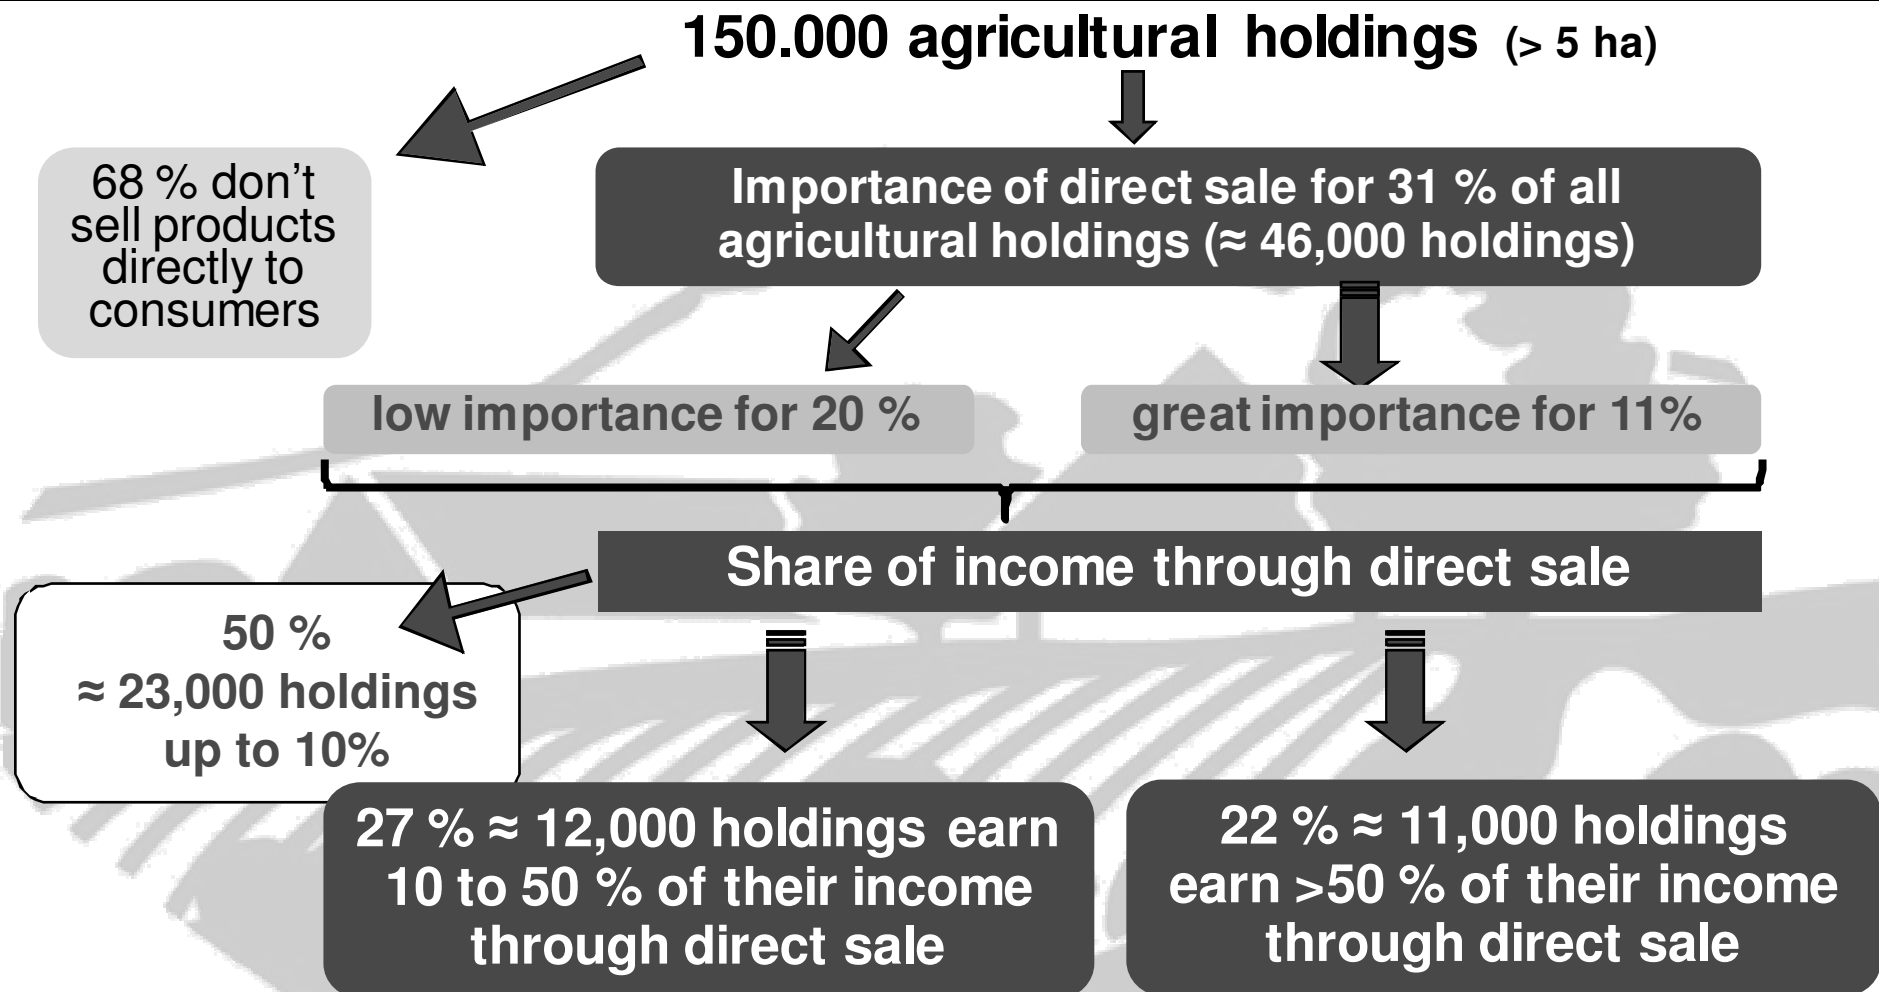 150.000 agricultural holdings (> 5 ha)
68 % don’t
sell products
directly to
consumers
Importance of direct sale for 31 % of all
agricultural holdings (≈ 46,000 holdings)
low importance for 20 %
great importance for 11%
Share of income through direct sale
50 %
≈ 23,000 holdings
up to 10%
27 % ≈ 12,000 holdings earn
10 to 50 % of their income
through direct sale
22 % ≈ 11,000 holdings
earn >50 % of their income
through direct sale